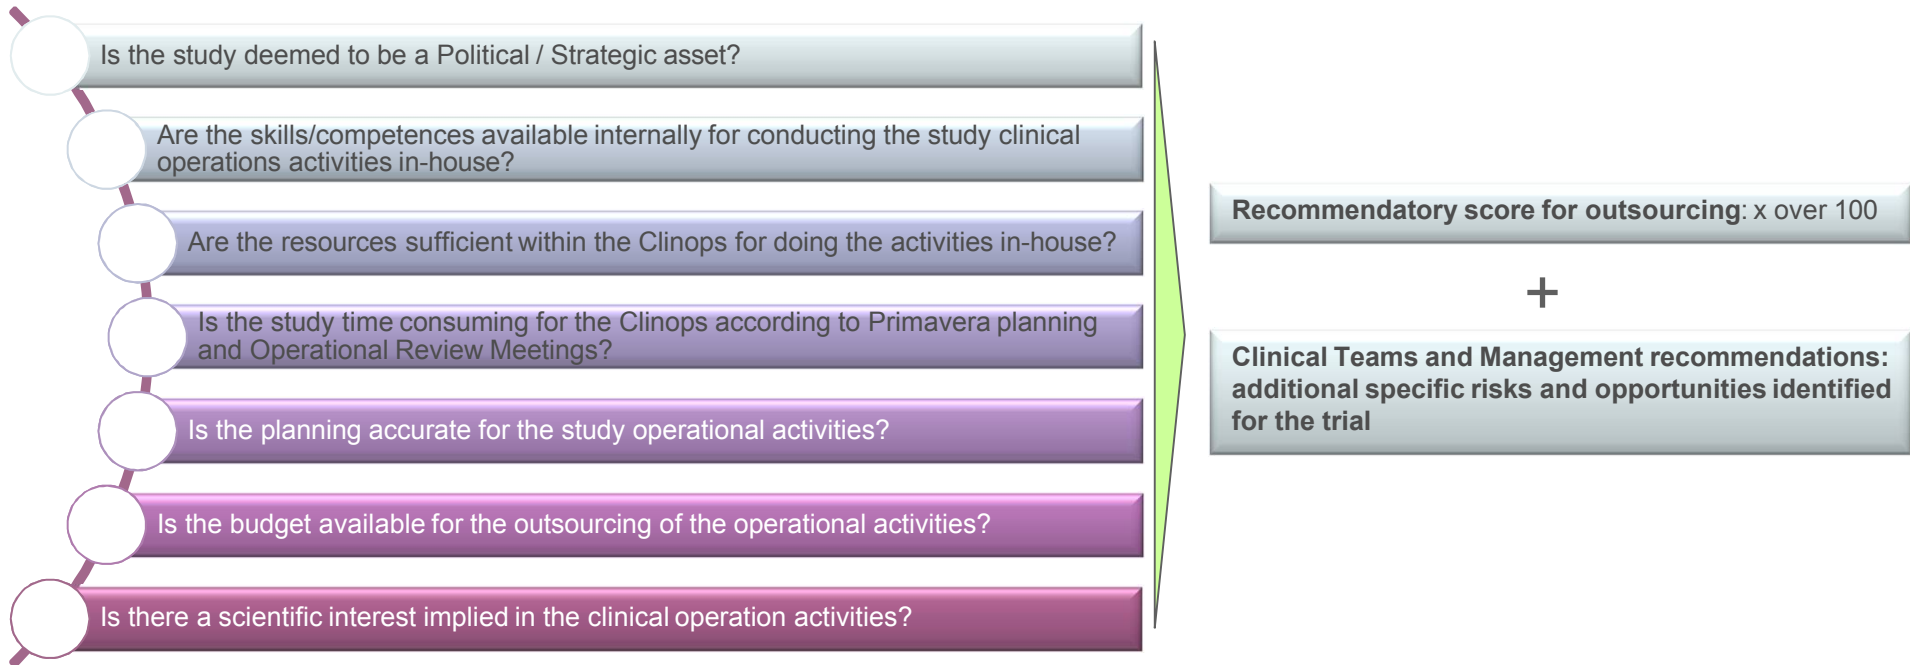 Is the study deemed to be a Political / Strategic asset?
Are the skills/competences available internally for conducting the study clinical
operations activities in-house?
Are the resources sufficient within the Clinops for doing the activities in-house?
Is the study time consuming for the Clinops according to Primavera planning
and Operational Review Meetings?
Is the planning accurate for the study operational activities?
Is the budget available for the outsourcing of the operational activities?
Is there a scientific interest implied in the clinical operation activities?
Recommendatory score for outsourcing: x over 100
+
Clinical Teams and Management recommendations:
additional specific risks and opportunities identified
for the trial